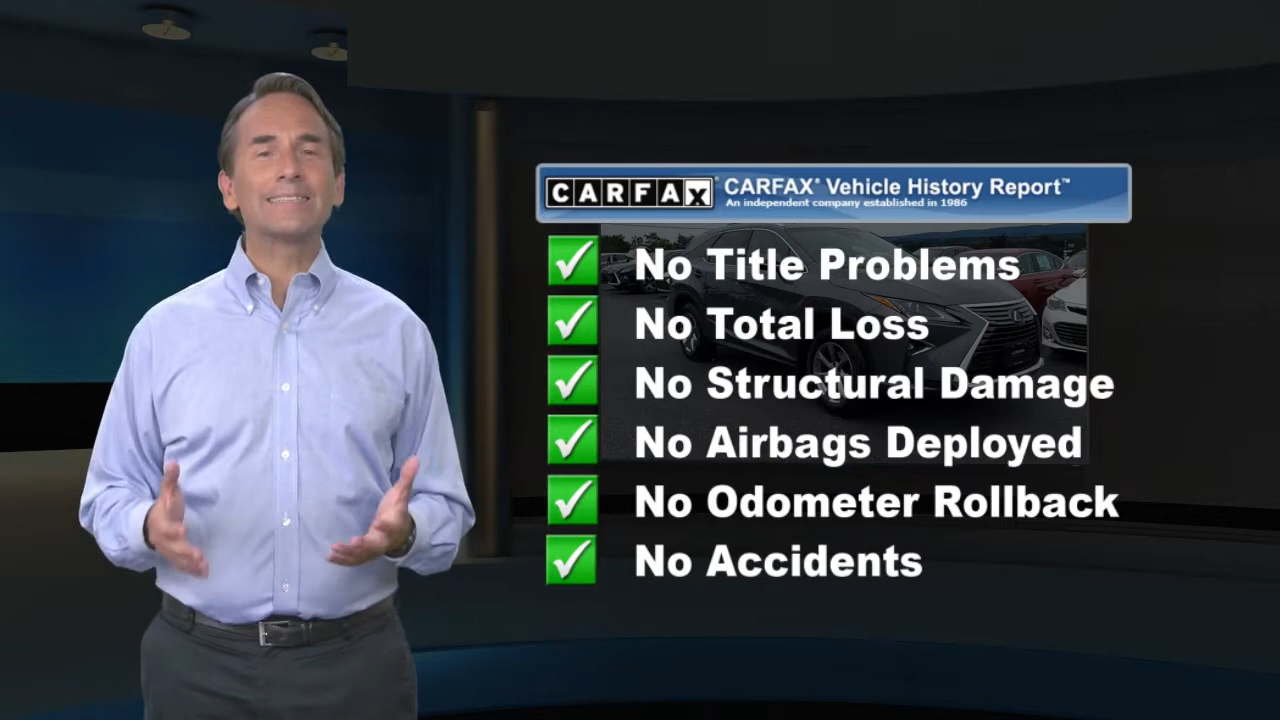 CARFAX® CARFAX® Vehicle History Report™
An independent company established in 1986
No Title Problems
No Total Loss
No Structural Damage
No Airbags Deployed
No Odometer Rollback
No Accidents